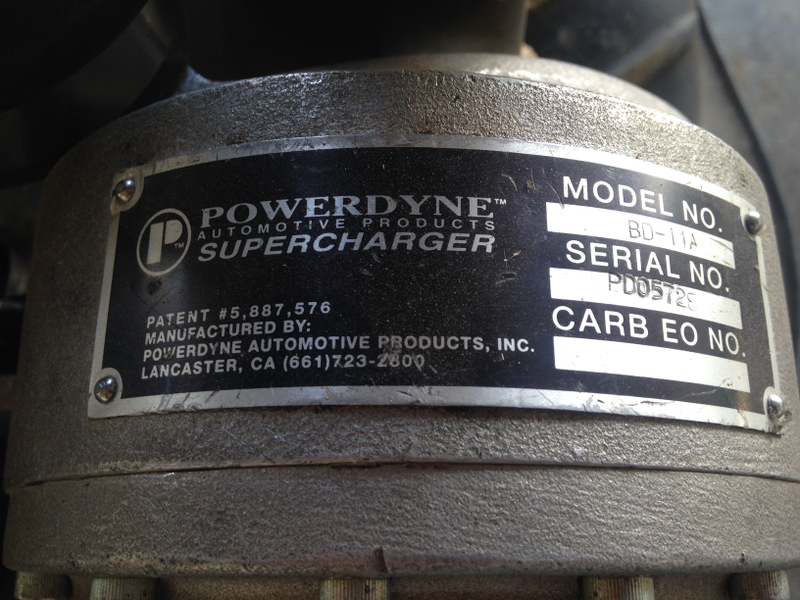 P™
POWERDYNE™
AUTOMOTIVE PRODUCTS
SUPERCHARGER
PATENT #5,887,576
MANUFACTURED BY:
POWERDYNE AUTOMOTIVE PRODUCTS, INC.
LANCASTER, CA (661)723-2800
MODEL NO.
BD-11A
SERIAL NO.
CARB EO NO.